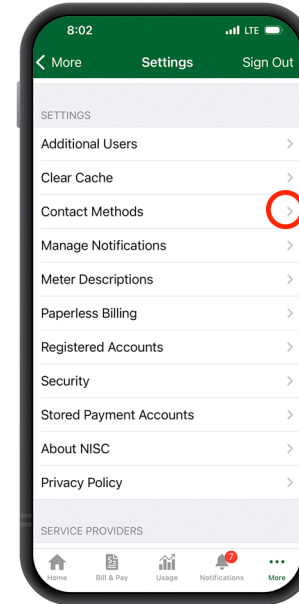 8:02 LTE
More Settings Sign Out
SETTINGS
Additional Users
Clear Cache
Contact Methods
Manage Notifications
Meter Descriptions
Paperless Billing
Registered Accounts
Security
Stored Payment Accounts
About NISC
Privacy Policy
SERVICE PROVIDERS
7
Home Bill & Pay Usage Notifications More